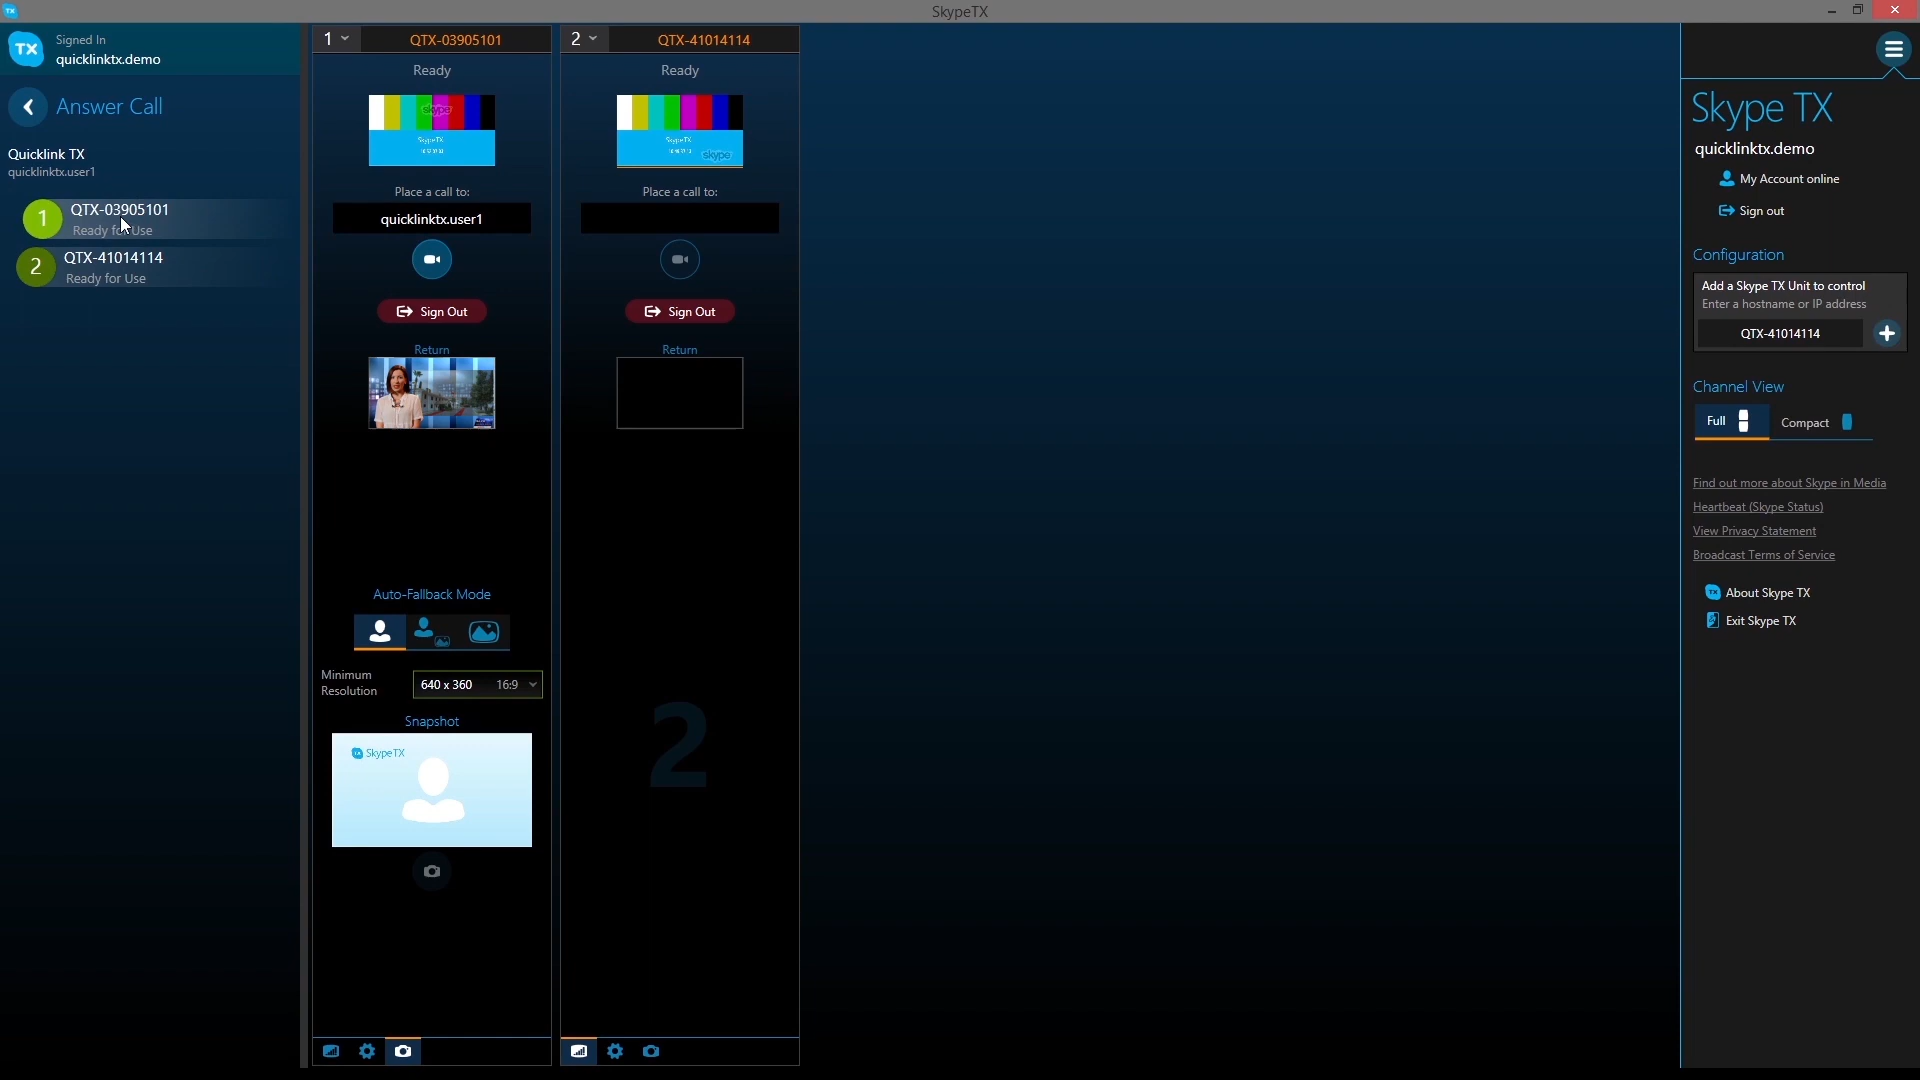 SkypeTX
TX
Signed In
quicklinktx.demo
Answer Call
Quicklink TX
quicklinktx.user1
1
QTX-03905101
Ready for Use
2
QTX-41014114
Ready for Use
1
QTX-03905101
Ready
skype
SkypeTX
Place a call to:
quicklinktx.user1
Sign Out
Return
Auto-Fallback Mode
Minimum
Resolution
640 x 360 16:9
Snapshot
SkypeTX
2
QTX-41014114
Ready
SkypeTX
skype
Place a call to:
Sign Out
Return
2
Skype TX
quicklinktx.demo
My Account online
Sign out
Configuration
Add a Skype TX Unit to control
Enter a hostname or IP address
QTX-41014114
Channel View
Full
Compact
Find out more about Skype in Media
Heartbeat (Skype Status)
View Privacy Statement
Broadcast Terms of Service
About Skype TX
Exit Skype TX